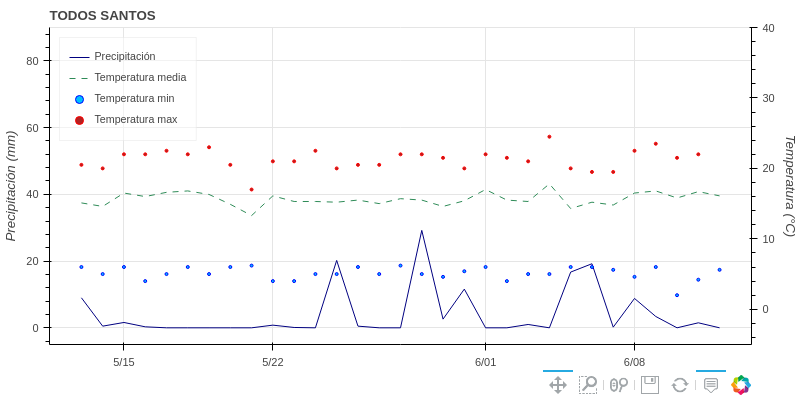 TODOS SANTOS
Precipitación
Temperatura media
Temperatura min
Temperatura max
Precipitación (mm)
80
60
40
20
0
Temperatura (°C)
40
30
20
10
0
5/15
5/22
6/01
6/08